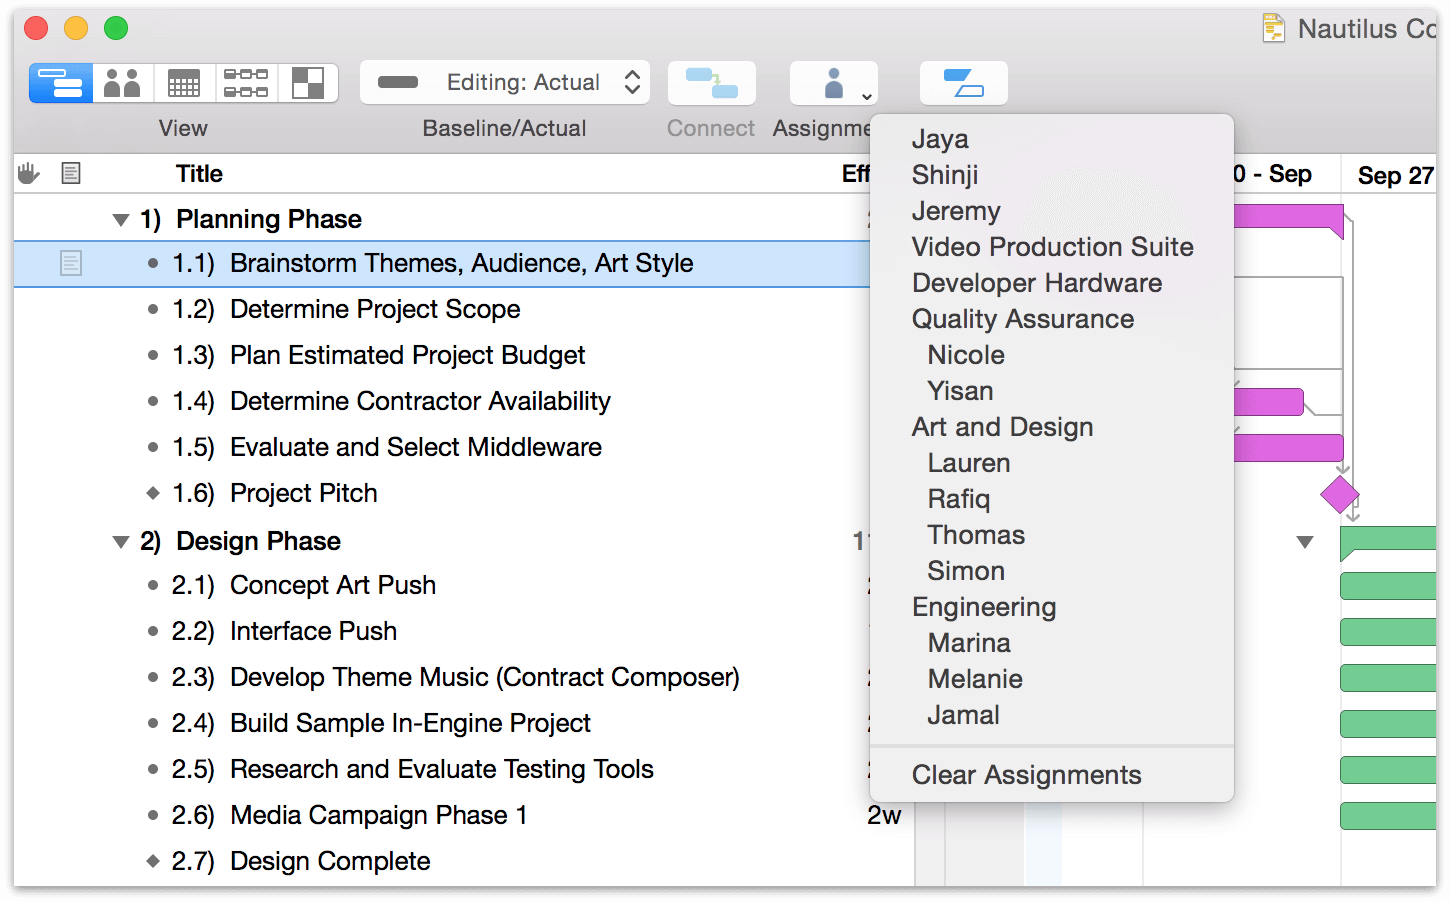 Nautilus Co
Editing: Actual
View
Baseline/Actual
Connect
Assignme
Title
Eff
0 - Sep
Sep 27
1) Planning Phase
1.1) Brainstorm Themes, Audience, Art Style
1.2) Determine Project Scope
1.3) Plan Estimated Project Budget
1.4) Determine Contractor Availability
1.5) Evaluate and Select Middleware
1.6) Project Pitch
2) Design Phase
2.1) Concept Art Push
2.2) Interface Push
2.3) Develop Theme Music (Contract Composer)
2.4) Build Sample In-Engine Project
2.5) Research and Evaluate Testing Tools
2.6) Media Campaign Phase 1
2w
2.7) Design Complete
Jaya
Shinji
Jeremy
Video Production Suite
Developer Hardware
Quality Assurance
Nicole
Yisan
Art and Design
Lauren
Rafiq
Thomas
Simon
Engineering
Marina
Melanie
Jamal
Clear Assignments